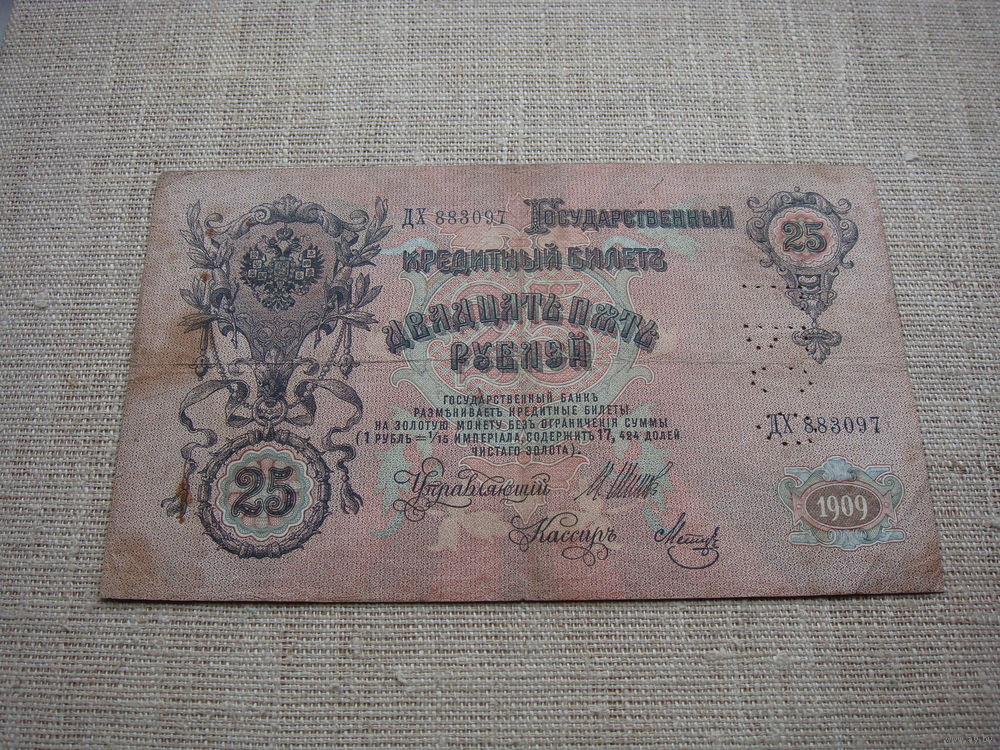 ДХ 883097
Государственный
25
кредитный билетъ
двадцать пять
рублей
ГОСУДАРСТВЕННЫЙ БАНКЪ
РАЗМѢНИВАЕТЪ КРЕДИТНЫЕ БИЛЕТЫ
НА ЗОЛОТУЮ МОНЕТУ БЕЗЪ ОГРАНИЧЕНІЯ СУММЫ
(1 РУБЛЬ = 1/15 ИМПЕРІАЛА, СОДЕРЖИТЪ 17, 424 ДОЛЕЙ
ЧИСТАГО ЗОЛОТА).
ДХ 883097
25
Управляющій
Кассиръ
1909